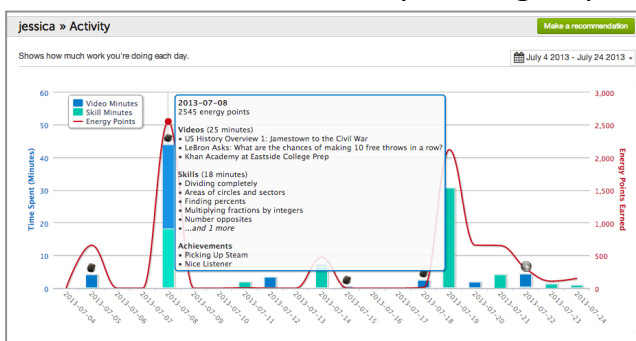 jessica » Activity
Make a recommendation
Shows how much work you're doing each day.
July 4 2013 - July 24 2013
Video Minutes
Skill Minutes
Energy Points
2013-07-08
2545 energy points
Videos (25 minutes)
• US History Overview 1: Jamestown to the Civil War
• LeBron Asks: What are the chances of making 10 free throws in a row?
• Khan Academy at Eastside College Prep
Skills (18 minutes)
• Dividing completely
• Areas of circles and sectors
• Finding percents
• Multiplying fractions by integers
• Number opposites
• ...and 1 more
Achievements
• Picking Up Steam
• Nice Listener
Time Spent (Minutes)
60
50
40
30
20
10
0
Energy Points Earned
3,000
2,500
2,000
1,500
1,000
500
0
2013-07-04
2013-07-05
2013-07-06
2013-07-07
2013-07-08
2013-07-09
2013-07-10
2013-07-11
2013-07-12
2013-07-13
2013-07-14
2013-07-15
2013-07-16
2013-07-17
2013-07-18
2013-07-19
2013-07-20
2013-07-21
2013-07-22
2013-07-23
2013-07-24